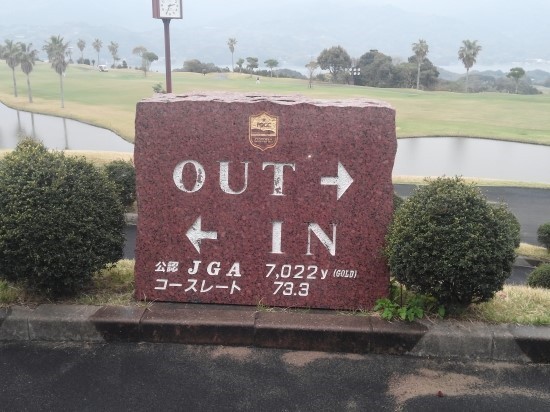 OUT →
← IN
公認 JGA 7,022y (GOLD)
コースレート 73.3